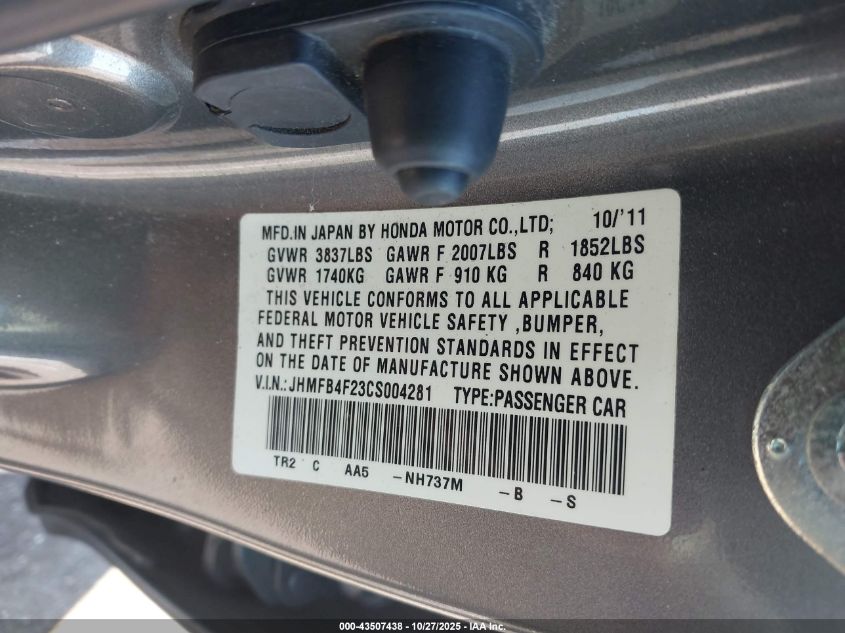 MFD.IN JAPAN BY HONDA MOTOR CO.,LTD; 10/'11
GVWR 3837LBS GAWR F 2007LBS R 1852LBS
GVWR 1740KG GAWR F 910 KG R 840 KG
THIS VEHICLE CONFORMS TO ALL APPLICABLE
FEDERAL MOTOR VEHICLE SAFETY ,BUMPER,
AND THEFT PREVENTION STANDARDS IN EFFECT
ON THE DATE OF MANUFACTURE SHOWN ABOVE.
V.I.N.:JHMFB4F23CS004281 TYPE:PASSENGER CAR
TR2 C AA5 -NH737M -B -S
000-43507438 - 10/27/2025 - IAA Inc.